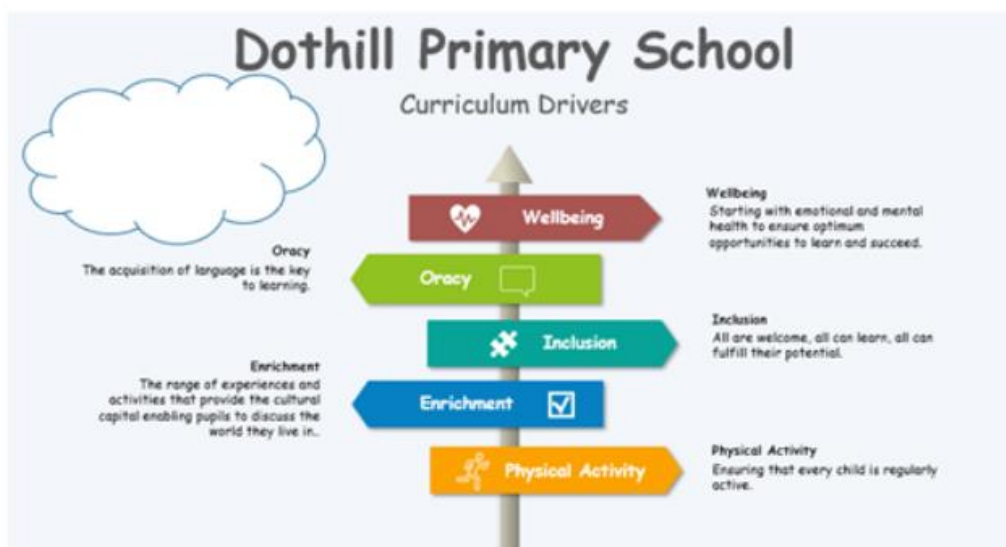 Dothill Primary School
Curriculum Drivers
Wellbeing
Wellbeing
Starting with emotional and mental
health to ensure optimum
opportunities to learn and succeed.
Oracy
The acquisition of language is the key
to learning.
Oracy
Inclusion
Inclusion
All are welcome, all can learn, all can
fulfill their potential.
Enrichment
The range of experiences and
activities that provide the cultural
capital enabling pupils to discuss the
world they live in..
Enrichment
Physical Activity
Physical Activity
Ensuring that every child is regularly
active.